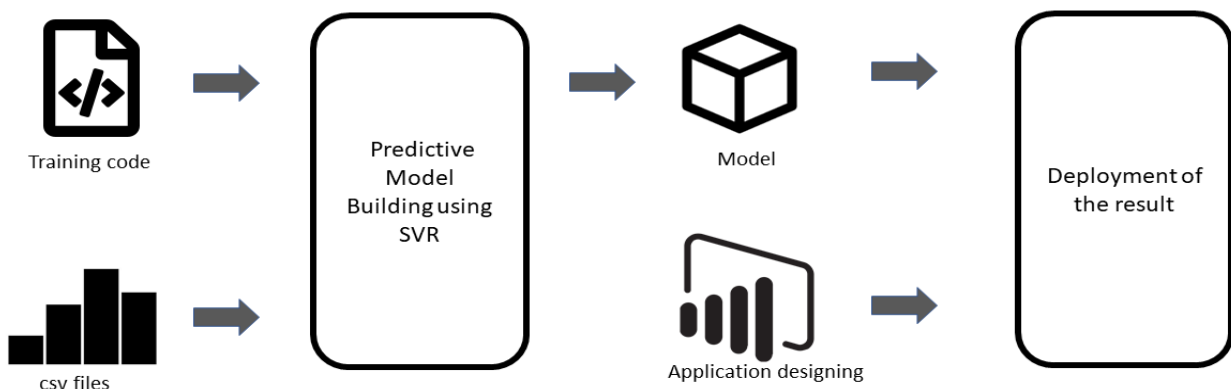 Training code
csv files
Predictive
Model
Building using
SVR
Model
Application designing
Deployment of
the result